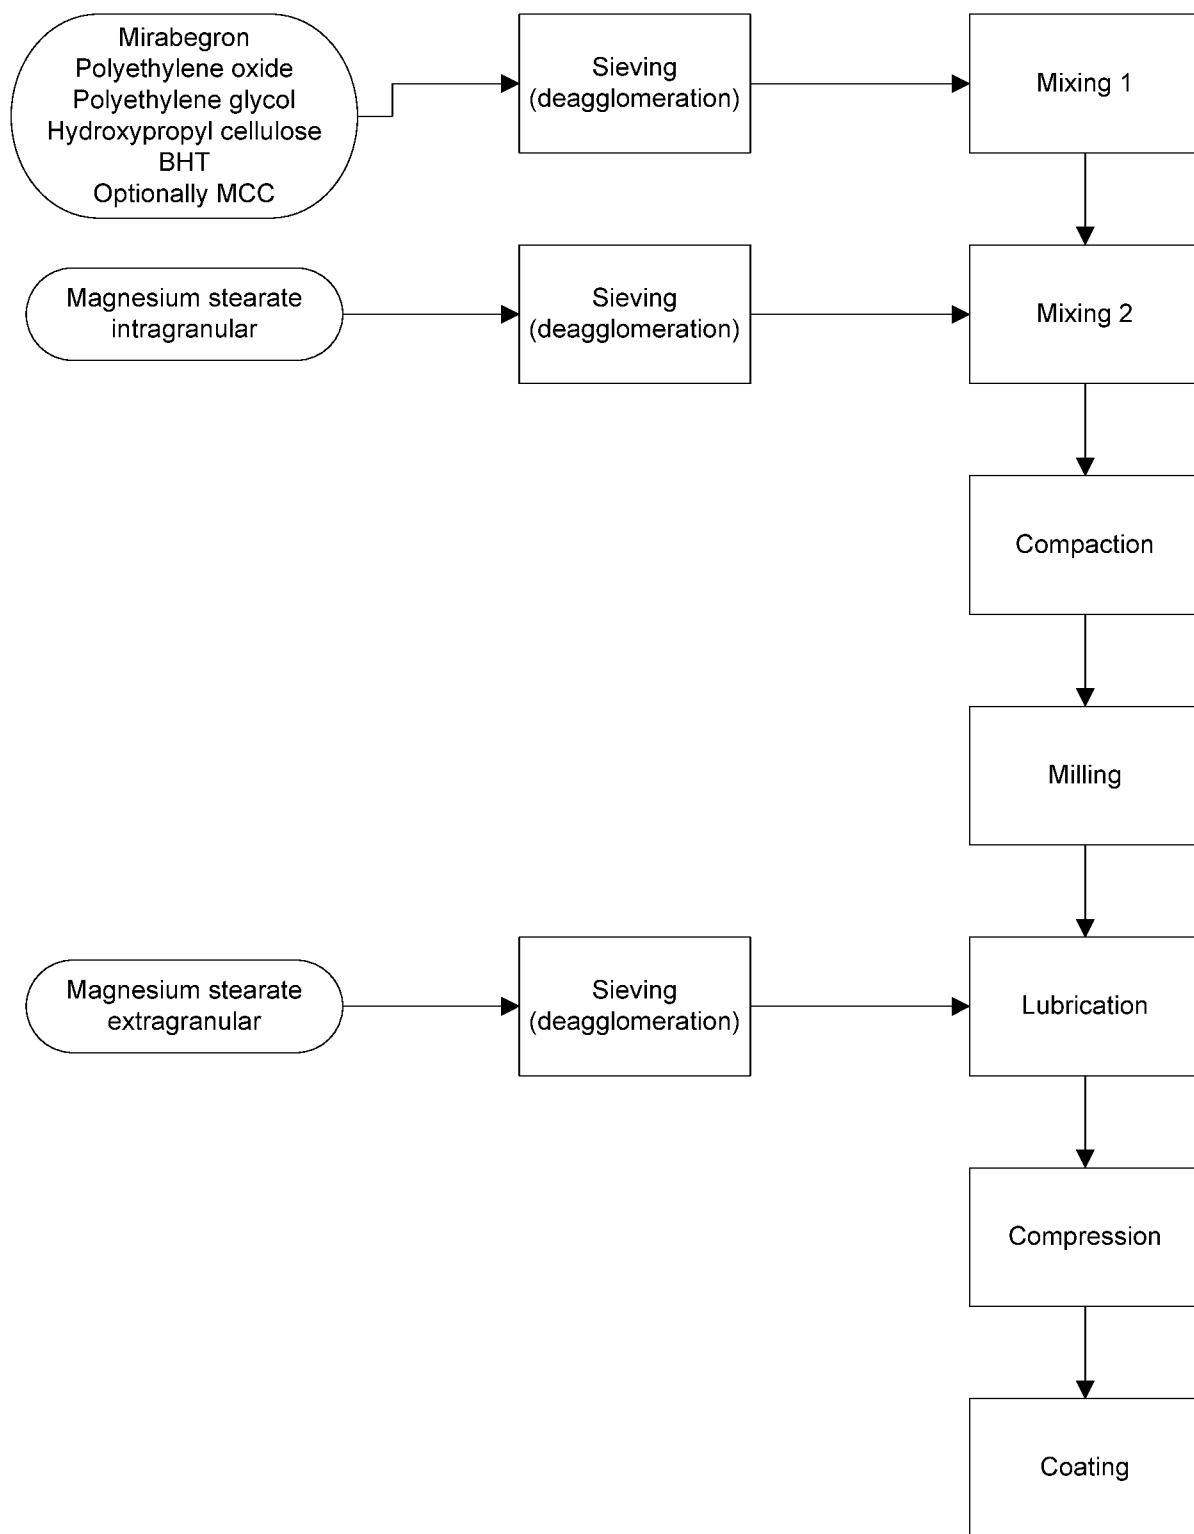 Mirabegron
Polyethylene oxide
Polyethylene glycol
Hydroxypropyl cellulose
BHT
Optionally MCC
Sieving
(deagglomeration)
Mixing 1
Magnesium stearate
intragranular
Sieving
(deagglomeration)
Mixing 2
Compaction
Milling
Magnesium stearate
extragranular
Sieving
(deagglomeration)
Lubrication
Compression
Coating